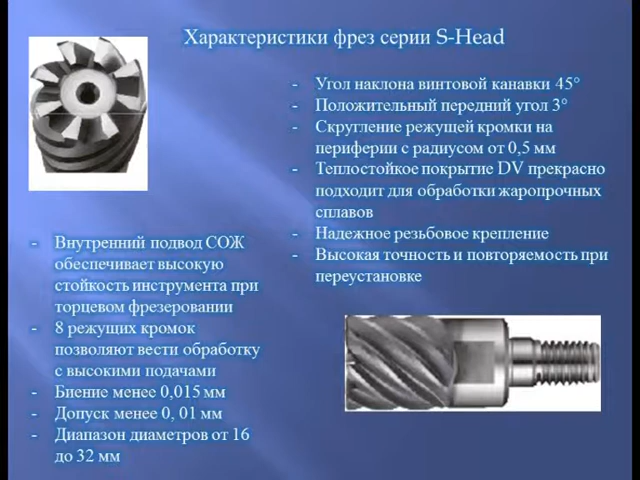 Характеристики фрез серии S-Head
- Угол наклона винтовой канавки 45°
- Положительный передний угол 3°
- Скругление режущей кромки на
периферии с радиусом от 0,5 мм
- Теплостойкое покрытие DV прекрасно
подходит для обработки жаропрочных
сплавов
- Надежное резьбовое крепление
- Высокая точность и повторяемость при
переустановке
- Внутренний подвод СОЖ
обеспечивает высокую
стойкость инструмента при
торцевом фрезеровании
- 8 режущих кромок
позволяют вести обработку
с высокими подачами
- Биение менее 0,015 мм
- Допуск менее 0, 01 мм
- Диапазон диаметров от 16
до 32 мм